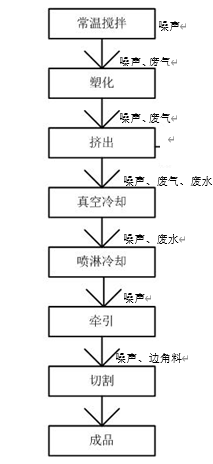 常温搅拌 噪声
噪声、废气
塑化
噪声、废气
挤出
噪声、废气、废水
真空冷却
噪声、废水
喷淋冷却
噪声
牵引
噪声、边角料
切割
成品